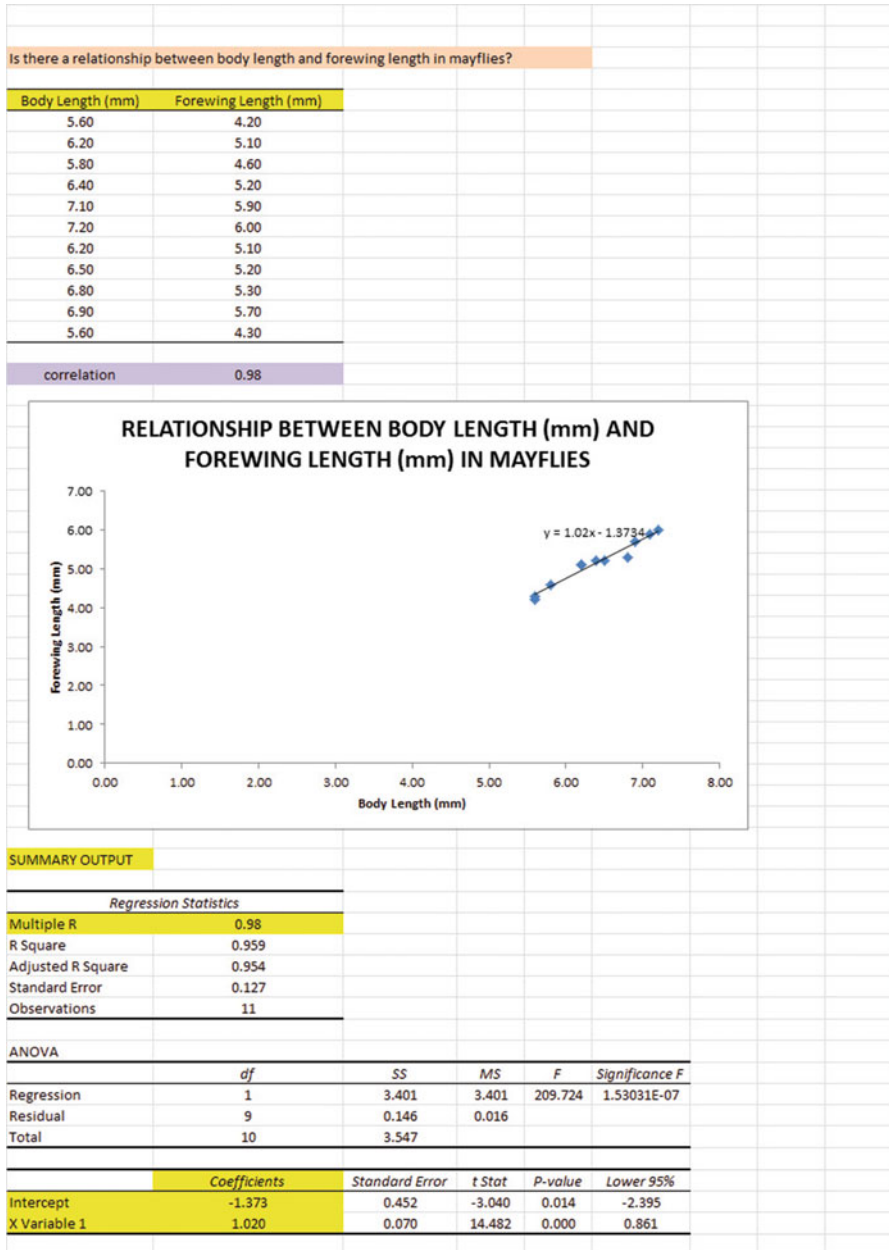 Is there a relationship between body length and forewing length in mayflies?
Body Length (mm) Forewing Length (mm)
5.60 4.20
6.20 5.10
5.80 4.60
6.40 5.20
7.10 5.90
7.20 6.00
6.20 5.10
6.50 5.20
6.80 5.30
6.90 5.70
5.60 4.30
correlation 0.98
RELATIONSHIP BETWEEN BODY LENGTH (mm) AND
FOREWING LENGTH (mm) IN MAYFLIES
7.00
6.00
5.00
4.00
3.00
2.00
1.00
0.00
Forewing Length (mm)
y = 1.02x - 1.3734
0.00 1.00 2.00 3.00 4.00 5.00 6.00 7.00 8.00
Body Length (mm)
SUMMARY OUTPUT
Regression Statistics
Multiple R 0.98
R Square 0.959
Adjusted R Square 0.954
Standard Error 0.127
Observations 11
ANOVA
df SS MS F Significance F
Regression 1 3.401 3.401 209.724 1.53031E-07
Residual 9 0.146 0.016
Total 10 3.547
Coefficients Standard Error t Stat P-value Lower 95%
Intercept -1.373 0.452 -3.040 0.014 -2.395
X Variable 1 1.020 0.070 14.482 0.000 0.861